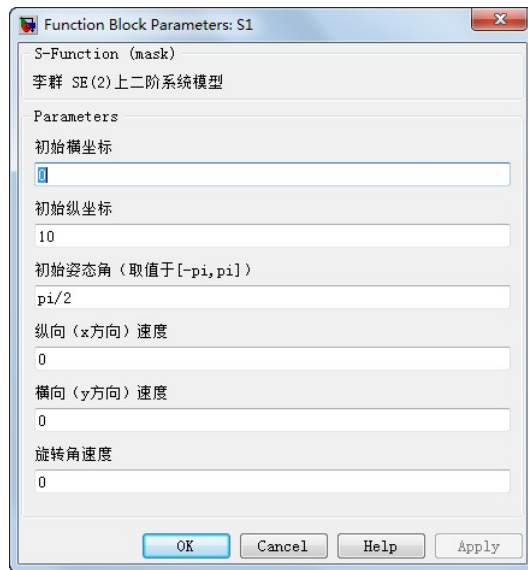 Function Block Parameters: S1
S-Function (mask)
李群 SE(2)上二阶系统模型
Parameters
初始横坐标
0
初始纵坐标
10
初始姿态角（取值于[-pi,pi]）
pi/2
纵向（x方向）速度
0
横向（y方向）速度
0
旋转角速度
0
OK Cancel Help Apply